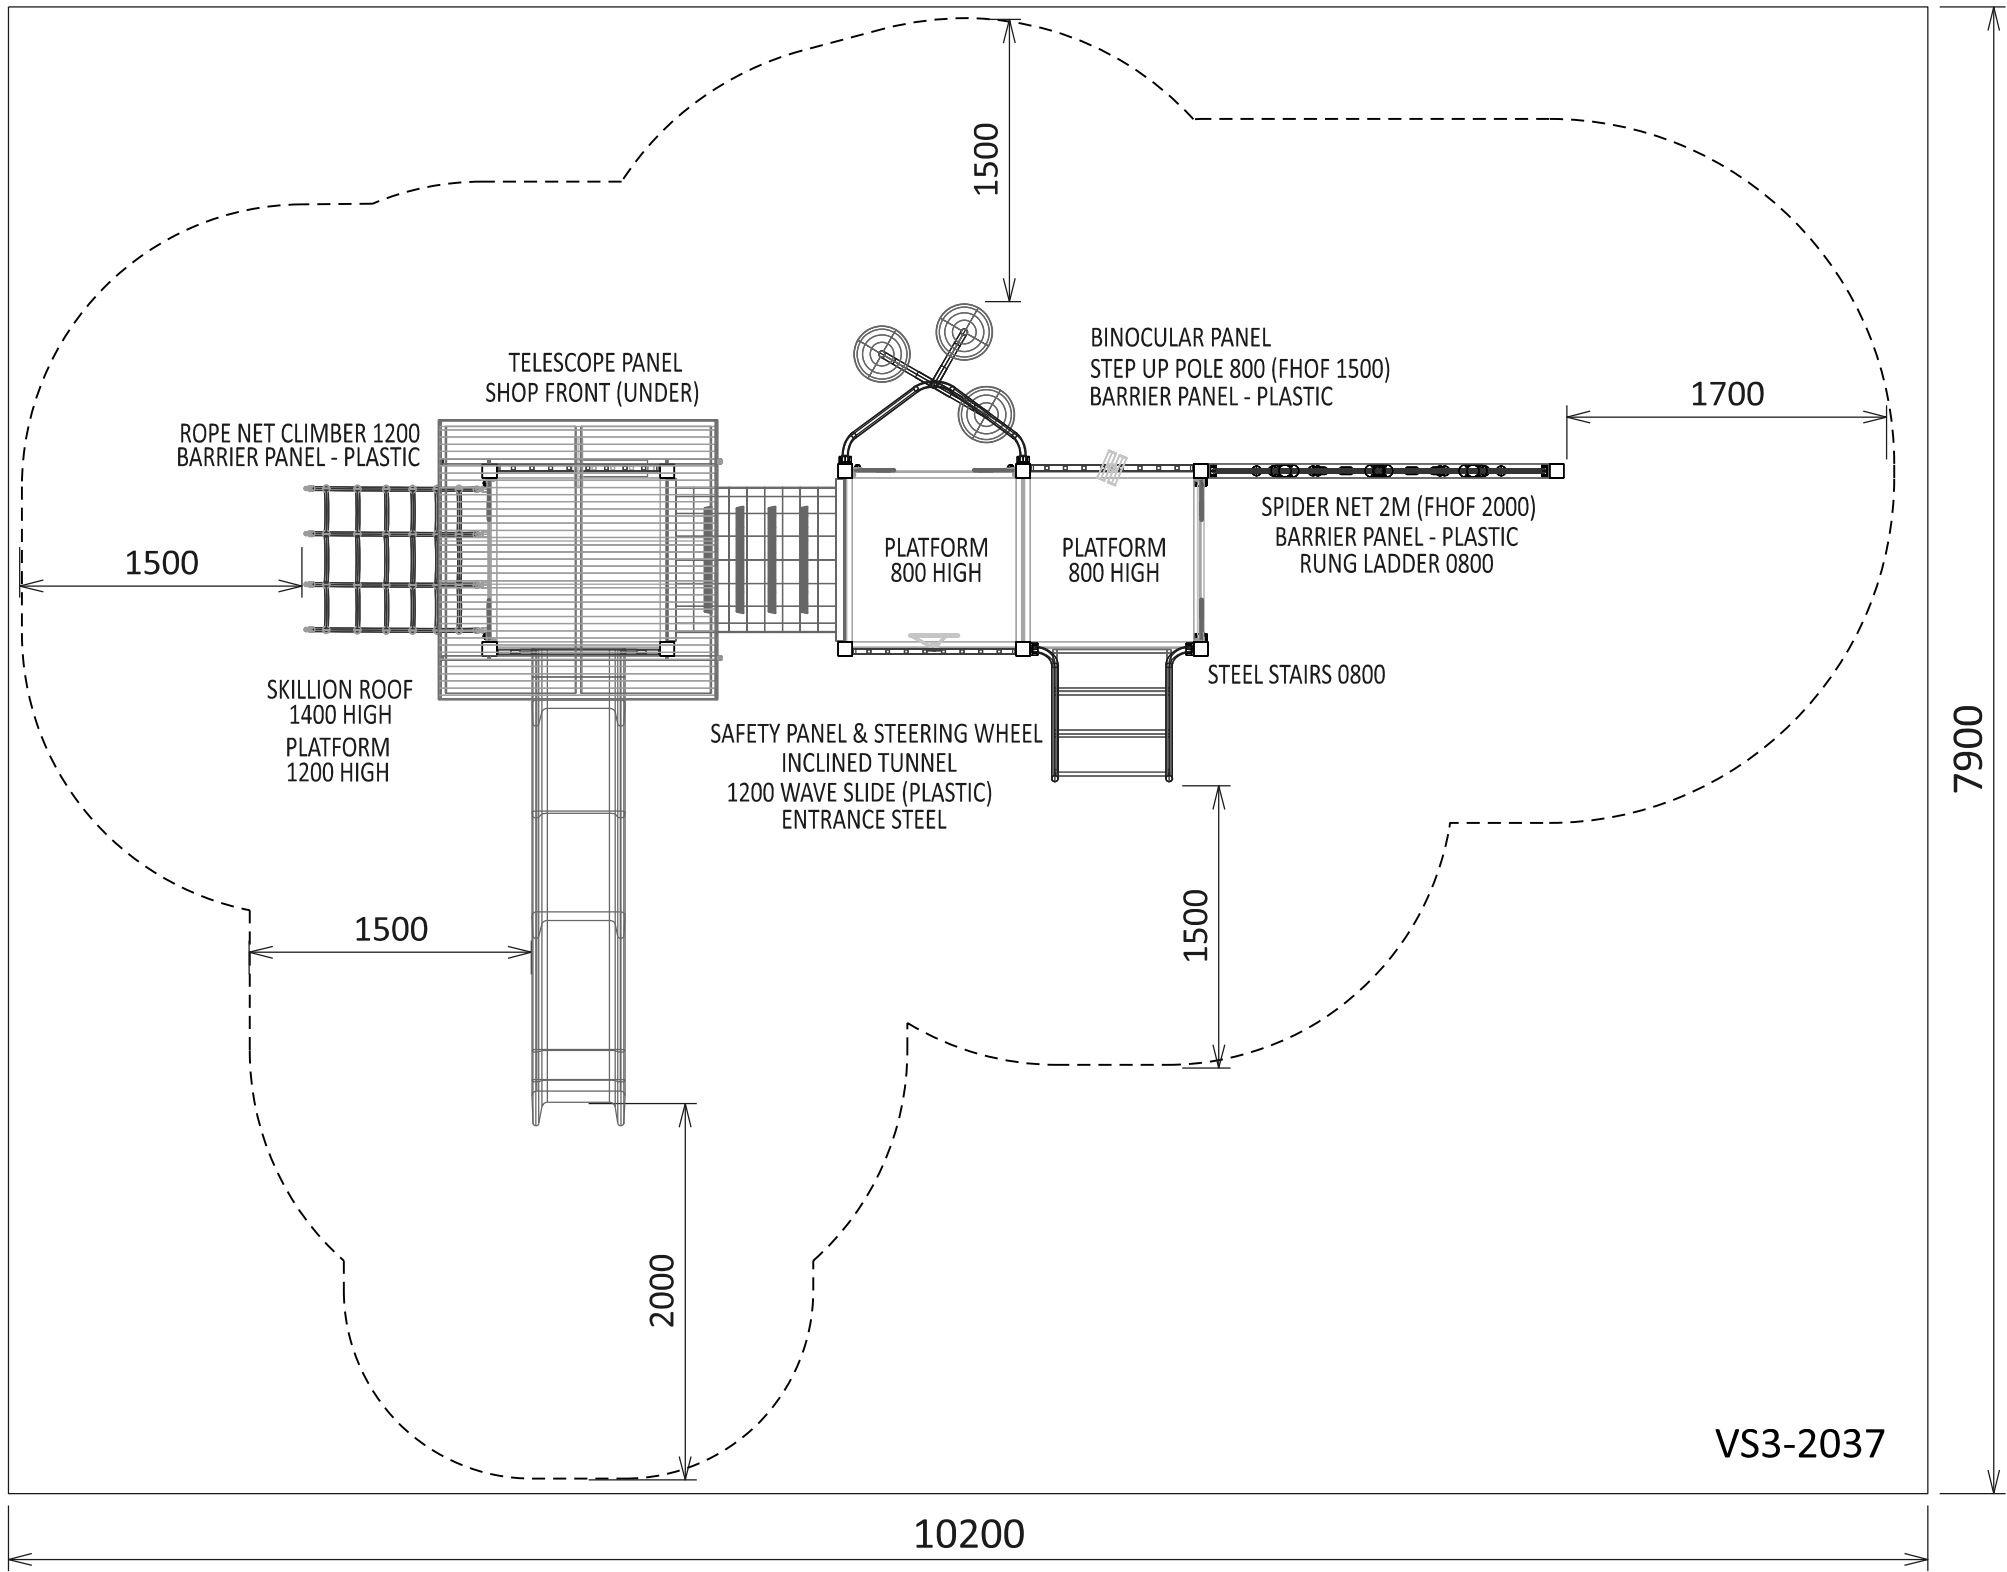 1500
BINOCULAR PANEL
STEP UP POLE 800 (FHOF 1500)
BARRIER PANEL - PLASTIC
TELESCOPE PANEL
SHOP FRONT (UNDER)
1700
ROPE NET CLIMBER 1200
BARRIER PANEL - PLASTIC
SPIDER NET 2M (FHOF 2000)
BARRIER PANEL - PLASTIC
RUNG LADDER 0800
PLATFORM
800 HIGH
PLATFORM
800 HIGH
1500
STEEL STAIRS 0800
SKILLION ROOF
1400 HIGH
PLATFORM
1200 HIGH
SAFETY PANEL & STEERING WHEEL
INCLINED TUNNEL
1200 WAVE SLIDE (PLASTIC)
ENTRANCE STEEL
7900
1500
1500
2000
VS3-2037
10200